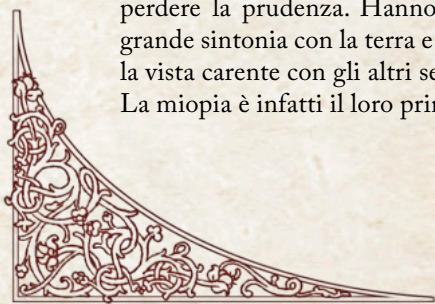 perdere la prudenza. Hanno
grande sintonia con la terra e
la vista carente con gli altri se
La miopia è infatti il loro prin